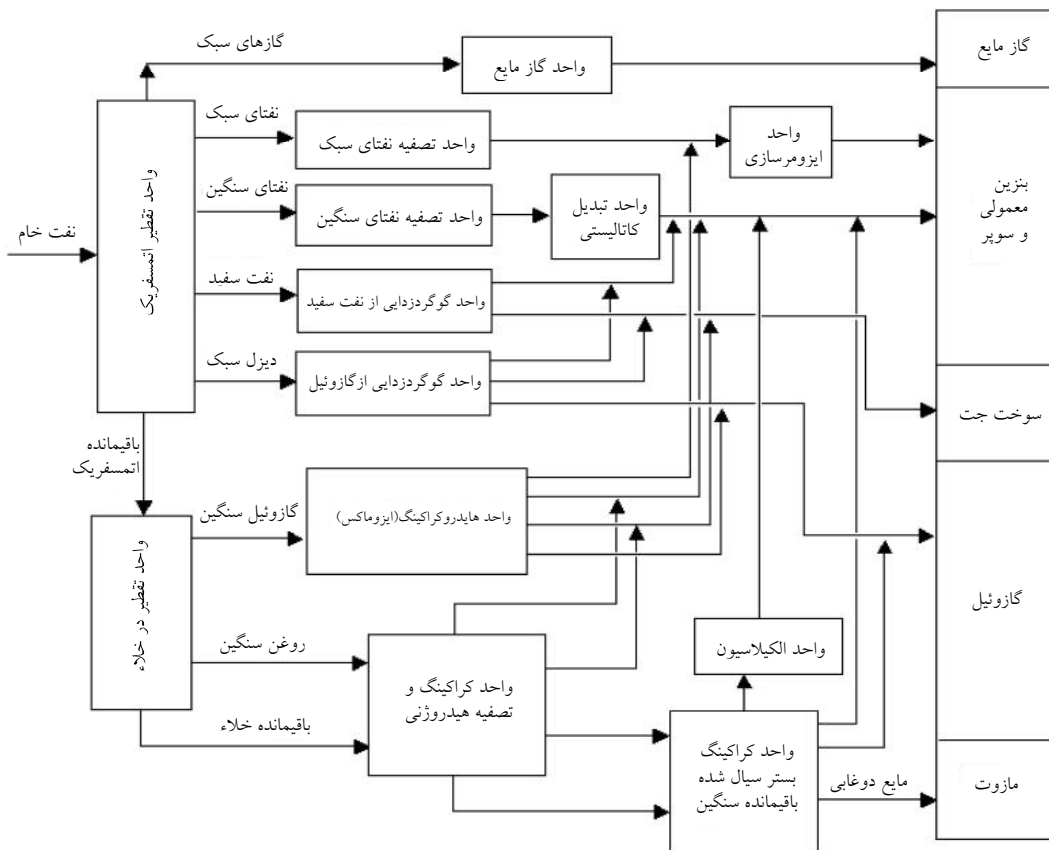 گازهای سبک
واحد گاز مایع
گاز مایع
نفتای سبک
واحد تصفیه نفتای سبک
واحد
ایزومرسازی
نفتای سنگین
واحد تصفیه نفتای سنگین
واحد تبدیل
کاتالیستی
بنزین
معمولی
و سوپر
نفت خام
واحد تقطیر اتمسفریک
نفت سفید
واحد گوگردزدایی از نفت سفید
دیزل سبک
واحد گوگردزدایی ازگازوئیل
سوخت جت
باقیمانده
اتمسفریک
گازوئیل سنگین
واحد هایدروکراکینگ(ایزوماکس)
واحد تقطیر در خلاء
گازوئیل
روغن سنگین
واحد کراکینگ و
تصفیه هیدروژنی
واحد الکیلاسیون
باقیمانده خلاء
واحد کراکینگ
بستر سیال شده
باقیمانده سنگین
مایع دوغابی
مازوت